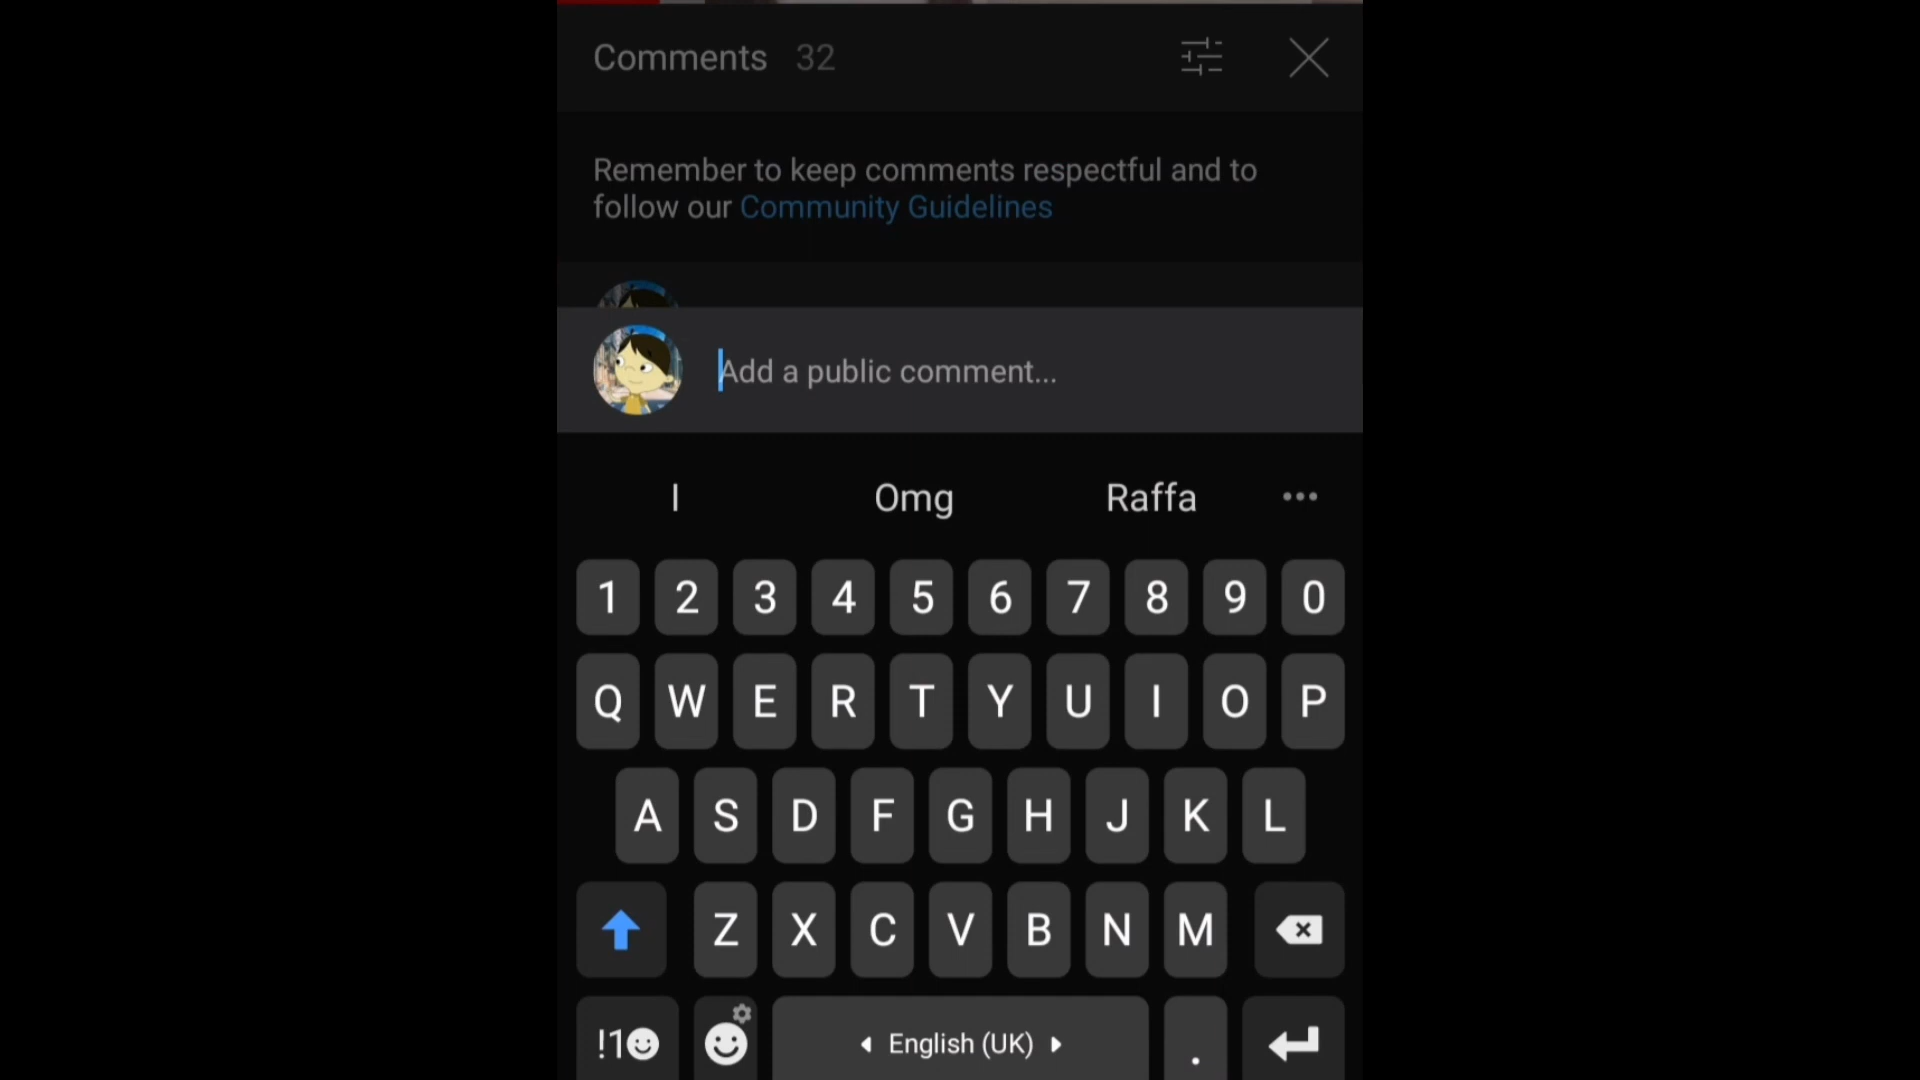 Comments 32
Remember to keep comments respectful and to
follow our Community Guidelines
Add a public comment...
I Omg Raffa
1 2 3 4 5 6 7 8 9 0
Q W E R T Y U I O P
A S D F G H J K L
Z X C V B N M
!1☺ English (UK) .